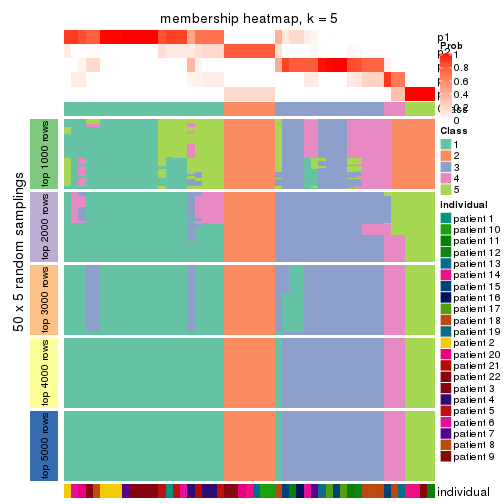 membership heatmap, k = 5
p1
Prob
1
0.8
0.6
0.4
0.2
0
Class
1
2
3
4
5
individual
patient 1
patient 10
patient 11
patient 12
patient 13
patient 14
patient 15
patient 16
patient 17
patient 18
patient 19
patient 2
patient 20
patient 21
patient 22
patient 3
patient 4
patient 5
patient 6
patient 7
patient 8
patient 9
50 x 5 random samplings
top 1000 rows
top 2000 rows
top 3000 rows
top 4000 rows
top 5000 rows
individual